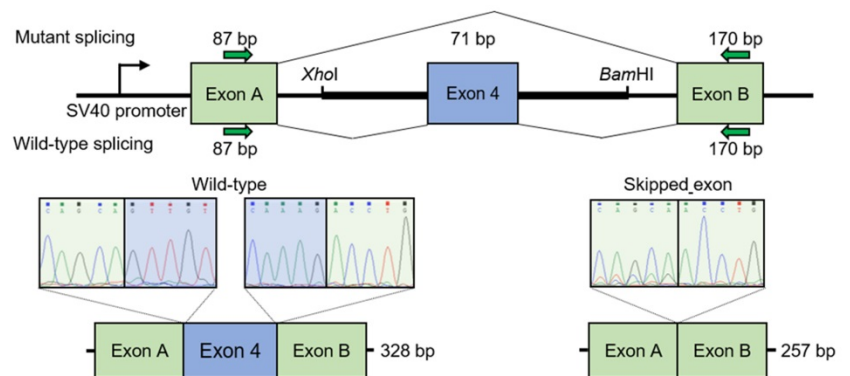 Mutant splicing
87 bp
71 bp
170 bp
XhoI
BamHI
Exon A
Exon 4
Exon B
SV40 promoter
Wild-type splicing
87 bp
170 bp
Wild-type
Skipped_exon
C A G C A G T T G T
C A A A G A C C T G
C A G C A A C C T G
Exon A
Exon 4
Exon B
328 bp
Exon A
Exon B
257 bp